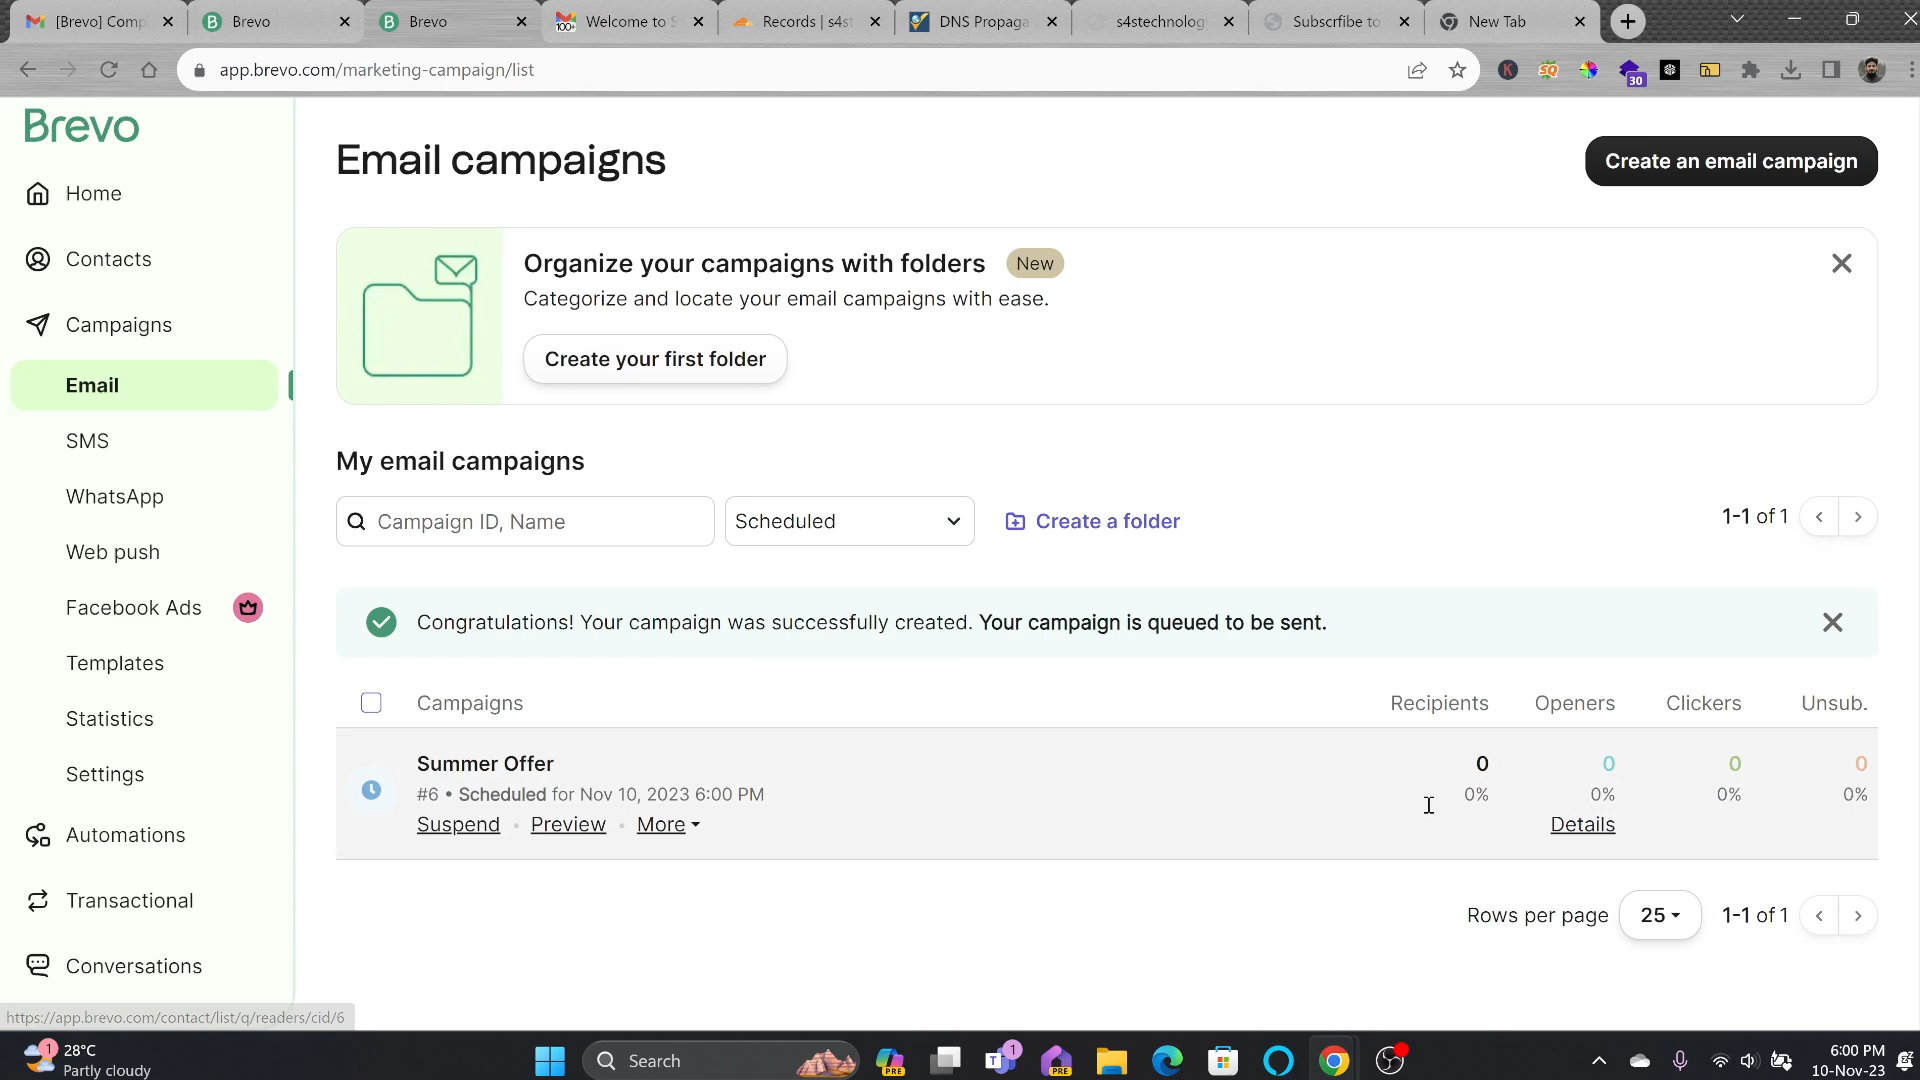 [Brevo] Comp
Brevo
Brevo
Welcome to S
Records | s4st
DNS Propaga
s4stechnolog
Subscrfibe to
New Tab
app.brevo.com/marketing-campaign/list
30
Brevo
Home
Contacts
Campaigns
Email
SMS
WhatsApp
Web push
Facebook Ads
Templates
Statistics
Settings
Automations
Transactional
Conversations
Email campaigns
Create an email campaign
Organize your campaigns with folders New
Categorize and locate your email campaigns with ease.
Create your first folder
My email campaigns
Campaign ID, Name
Scheduled
Create a folder
1-1 of 1
Congratulations! Your campaign was successfully created. Your campaign is queued to be sent.
Campaigns Recipients Openers Clickers Unsub.
Summer Offer 0 0 0 0
#6 • Scheduled for Nov 10, 2023 6:00 PM 0% 0% 0% 0%
Suspend • Preview • More Details
Rows per page 25 1-1 of 1
https://app.brevo.com/contact/list/q/readers/cid/6
1
28°C
Partly cloudy
Search
PRE
1
PRE
6:00 PM
10-Nov-23